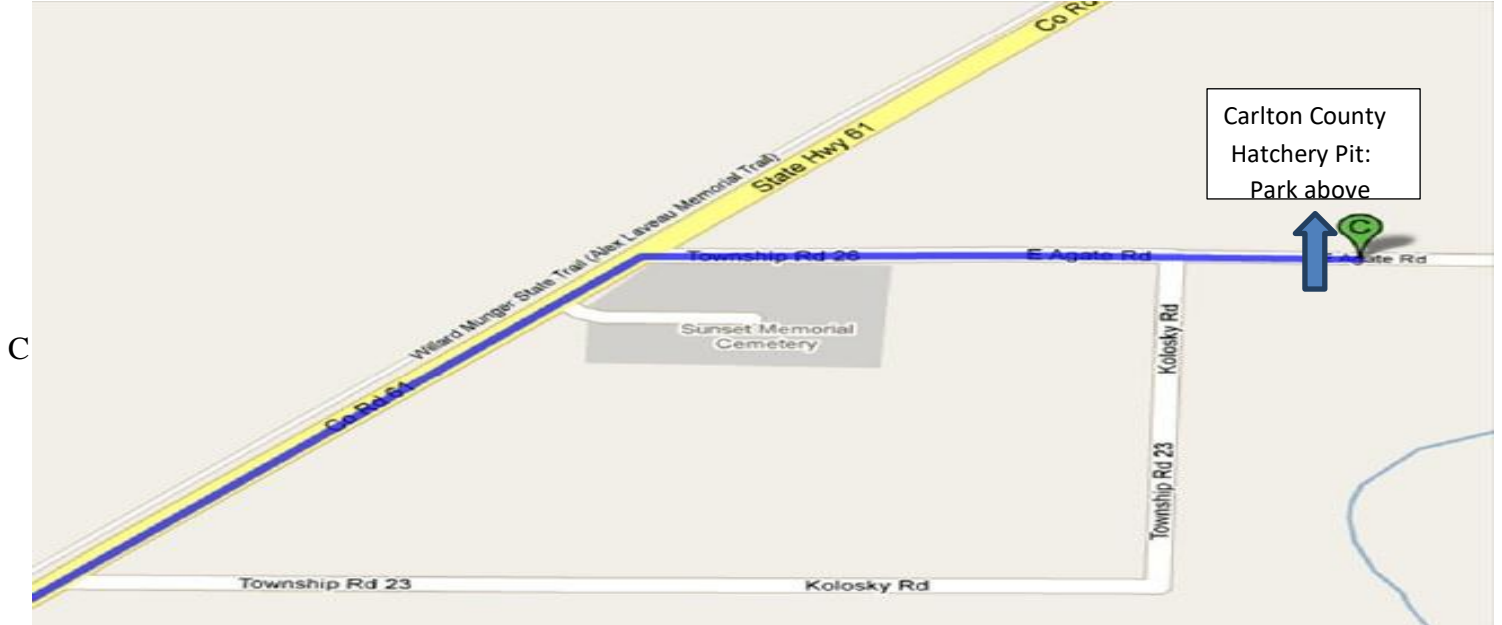 Co Rd
Carlton County
Hatchery Pit:
Park above
State Hwy 61
Willard Munger State Trail (Alex Laveau Memorial Trail)
C
Township Rd 26
E Agate Rd
Agate Rd
Sunset Memorial
Cemetery
Kolosky Rd
C
Co Rd 61
Township Rd 23
Township Rd 23
Kolosky Rd